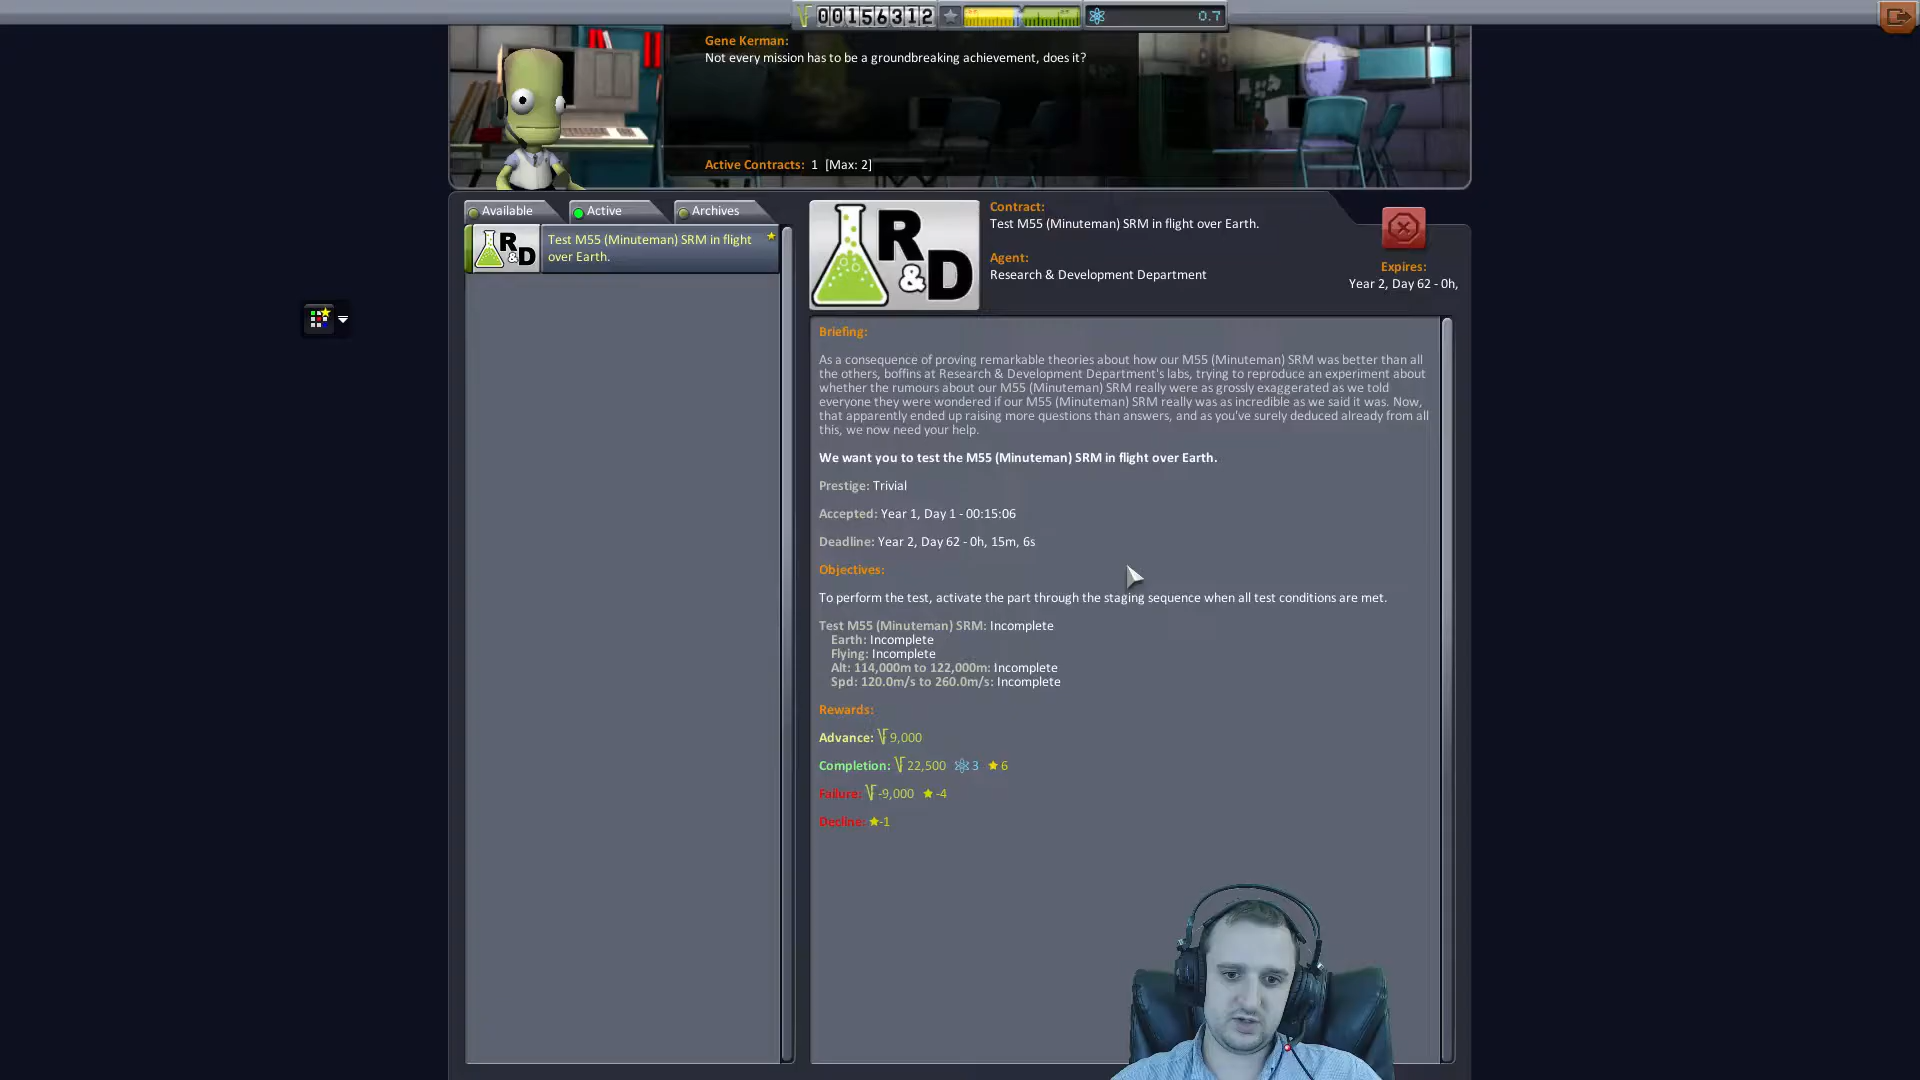 00156312
0.7
Gene Kerman:
Not every mission has to be a groundbreaking achievement, does it?
Active Contracts: 1 [Max: 2]
Available
Active
Archives
R&D
Test M55 (Minuteman) SRM in flight
over Earth.
R&D
Contract:
Test M55 (Minuteman) SRM in flight over Earth.
Agent:
Research & Development Department
Expires:
Year 2, Day 62 - 0h,
Briefing:
As a consequence of proving remarkable theories about how our M55 (Minuteman) SRM was better than all
the others, boffins at Research & Development Department's labs, trying to reproduce an experiment about
whether the rumours about our M55 (Minuteman) SRM really were as grossly exaggerated as we told
everyone they were wondered if our M55 (Minuteman) SRM really was as incredible as we said it was. Now,
that apparently ended up raising more questions than answers, and as you've surely deduced already from all
this, we now need your help.
We want you to test the M55 (Minuteman) SRM in flight over Earth.
Prestige: Trivial
Accepted: Year 1, Day 1 - 00:15:06
Deadline: Year 2, Day 62 - 0h, 15m, 6s
Objectives:
To perform the test, activate the part through the staging sequence when all test conditions are met.
Test M55 (Minuteman) SRM: Incomplete
Earth: Incomplete
Flying: Incomplete
Alt: 114,000m to 122,000m: Incomplete
Spd: 120.0m/s to 260.0m/s: Incomplete
Rewards:
Advance: 9,000
Completion: 22,500 3 6
Failure: -9,000 -4
Decline: -1